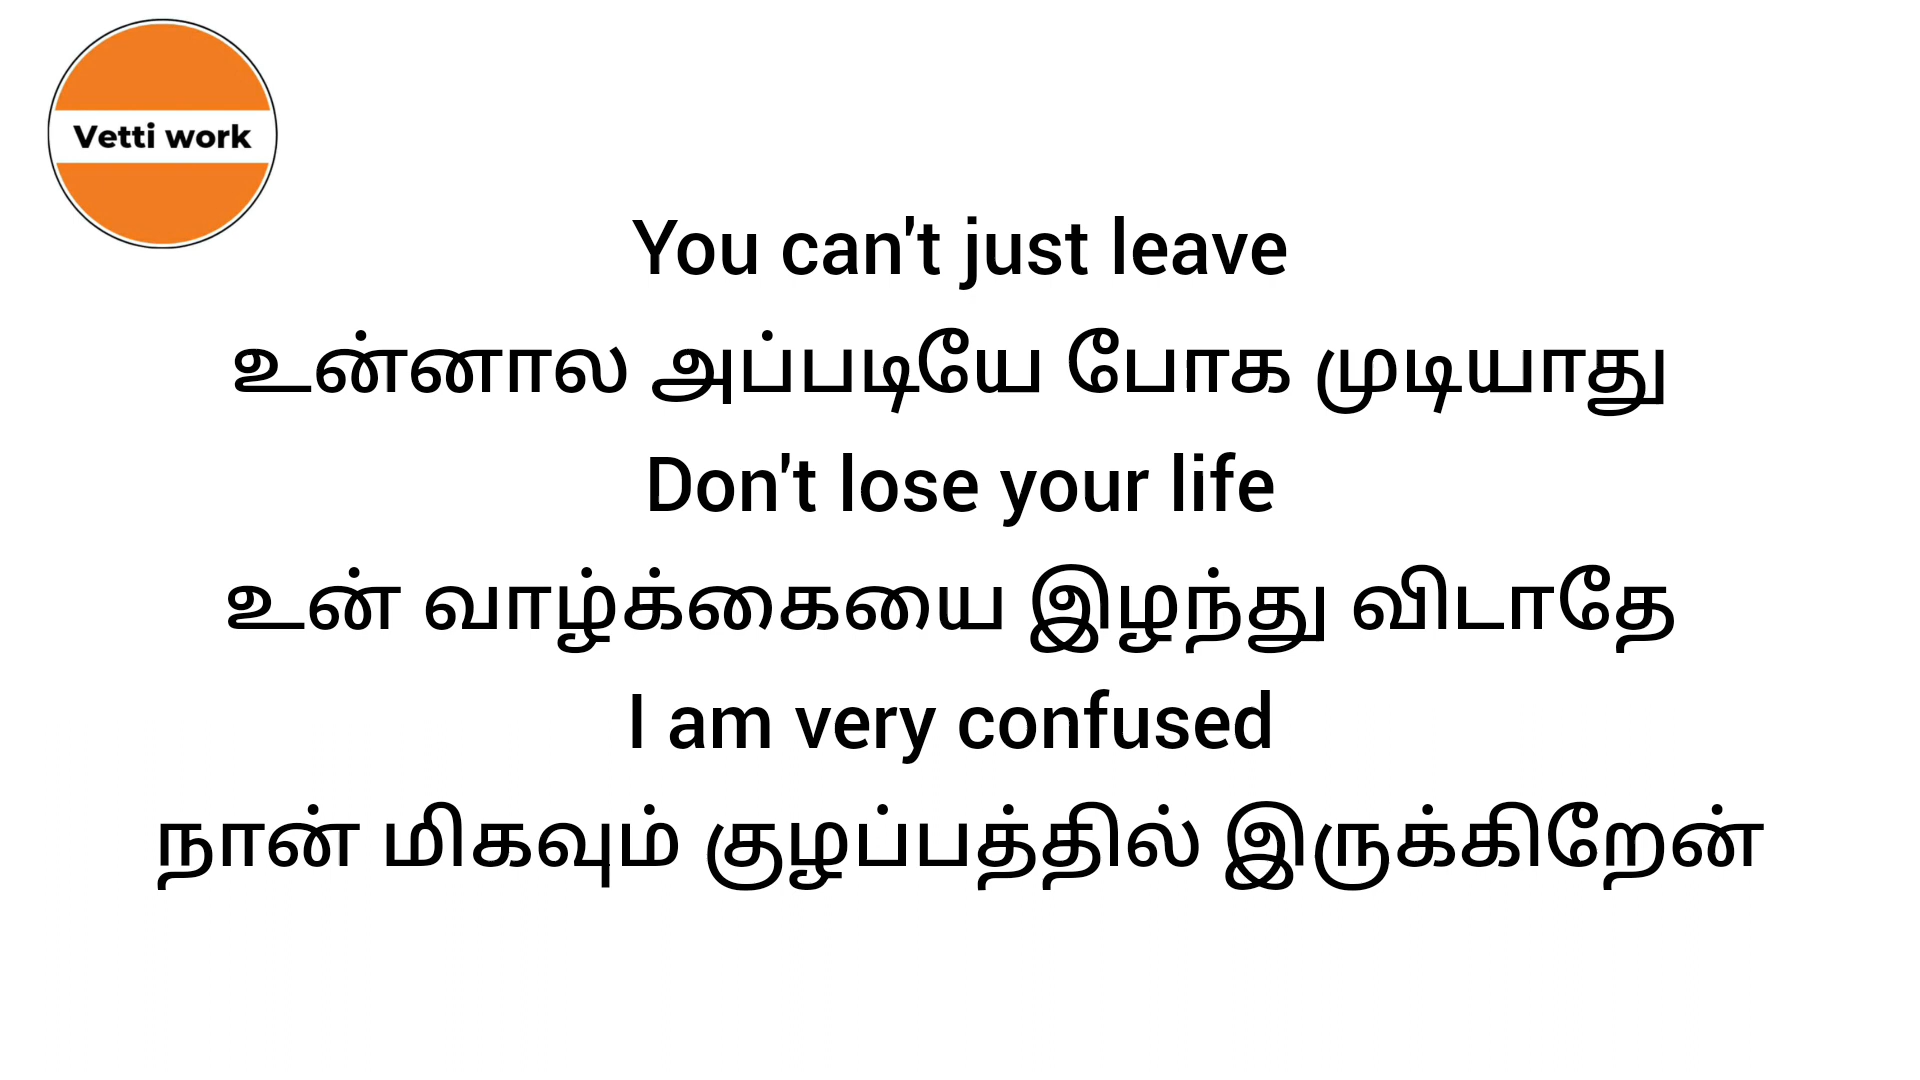 Vetti work
You can't just leave
உன்னால அப்படியே போக முடியாது
Don't lose your life
உன் வாழ்க்கையை இழந்து விடாதே
I am very confused
நான் மிகவும் குழப்பத்தில் இருக்கிறேன்